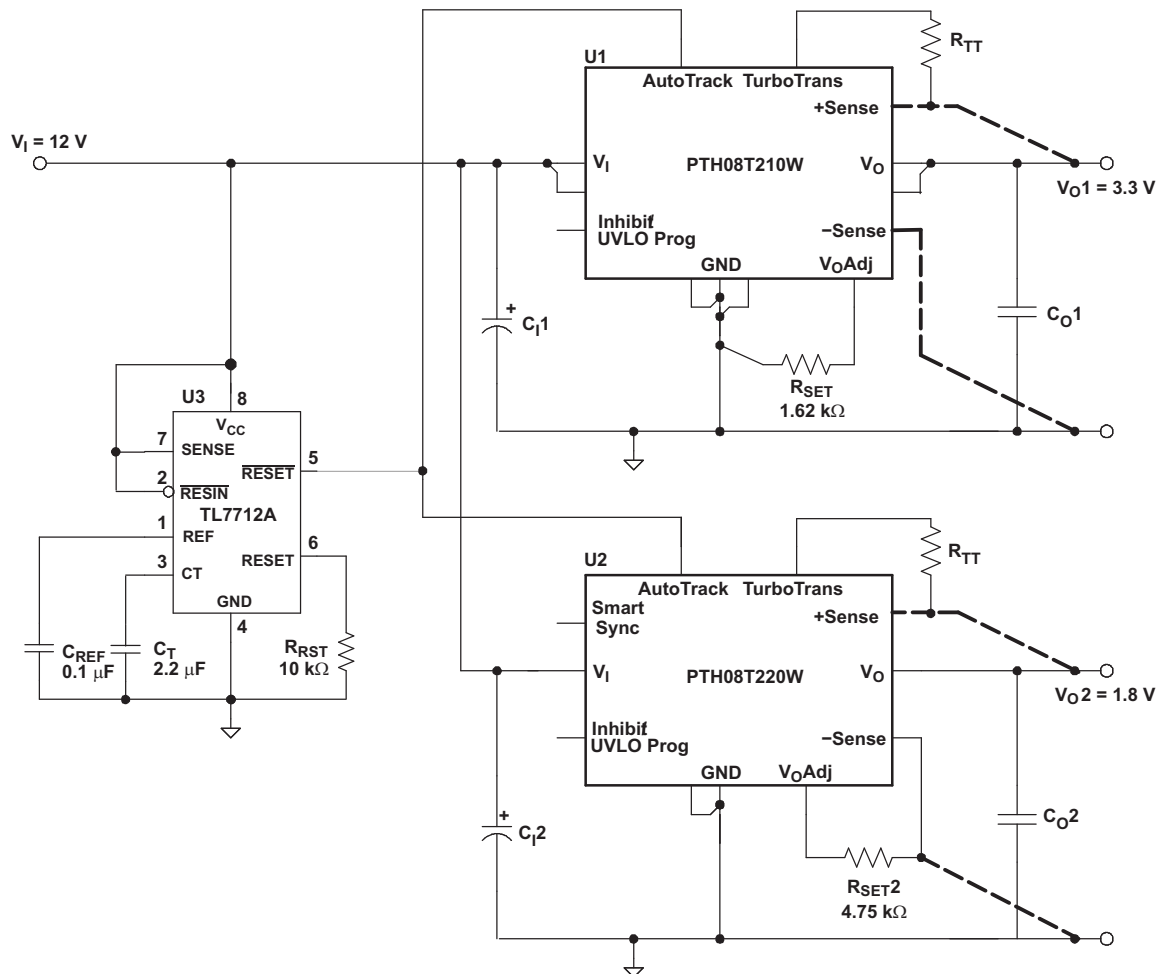 U1
R_TT
AutoTrack TurboTrans
+Sense
V_I = 12 V
V_I
PTH08T210W
V_O
V_O1 = 3.3 V
Inhibit/
UVLO Prog
−Sense
GND
V_OAdj
+
C_I1
C_O1
R_SET
1.62 kΩ
U3
8
V_CC
7
SENSE
5
RESET
2
RESIN
TL7712A
1
REF
6
RESET
3
CT
GND
4
C_REF
0.1 μF
C_T
2.2 μF
R_RST
10 kΩ
U2
R_TT
AutoTrack TurboTrans
Smart
Sync
+Sense
V_I
PTH08T220W
V_O
V_O2 = 1.8 V
Inhibit/
UVLO Prog
−Sense
GND
V_OAdj
+
C_I2
C_O2
R_SET2
4.75 kΩ